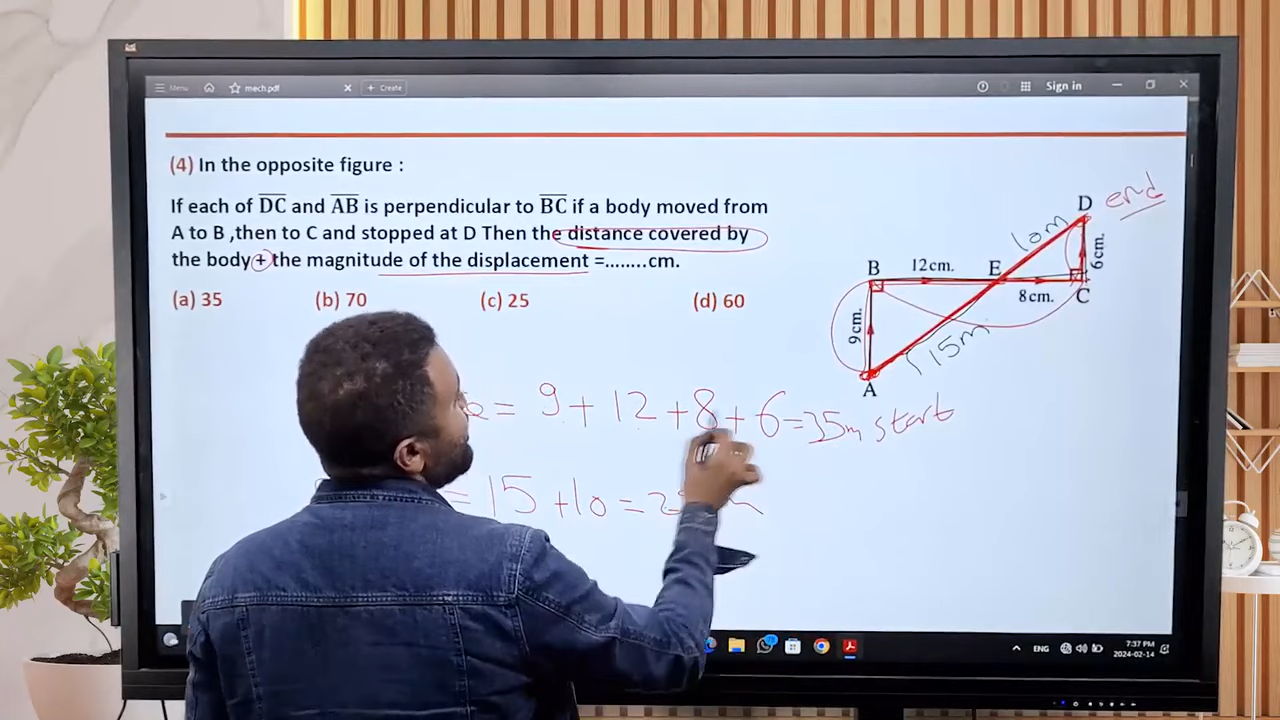 Menu mech.pdf + Create Sign in
(4) In the opposite figure :
If each of DC and AB is perpendicular to BC if a body moved from
A to B ,then to C and stopped at D Then the distance covered by
the body + the magnitude of the displacement =........cm.
(a) 35 (b) 70 (c) 25 (d) 60
D end
10m
6cm.
B 12cm. E
8cm. C
9cm.
15m
A
= 9 + 12 + 8 + 6 = 35m start
= 15 + 10 =
ENG 7:37 PM
2024-02-14